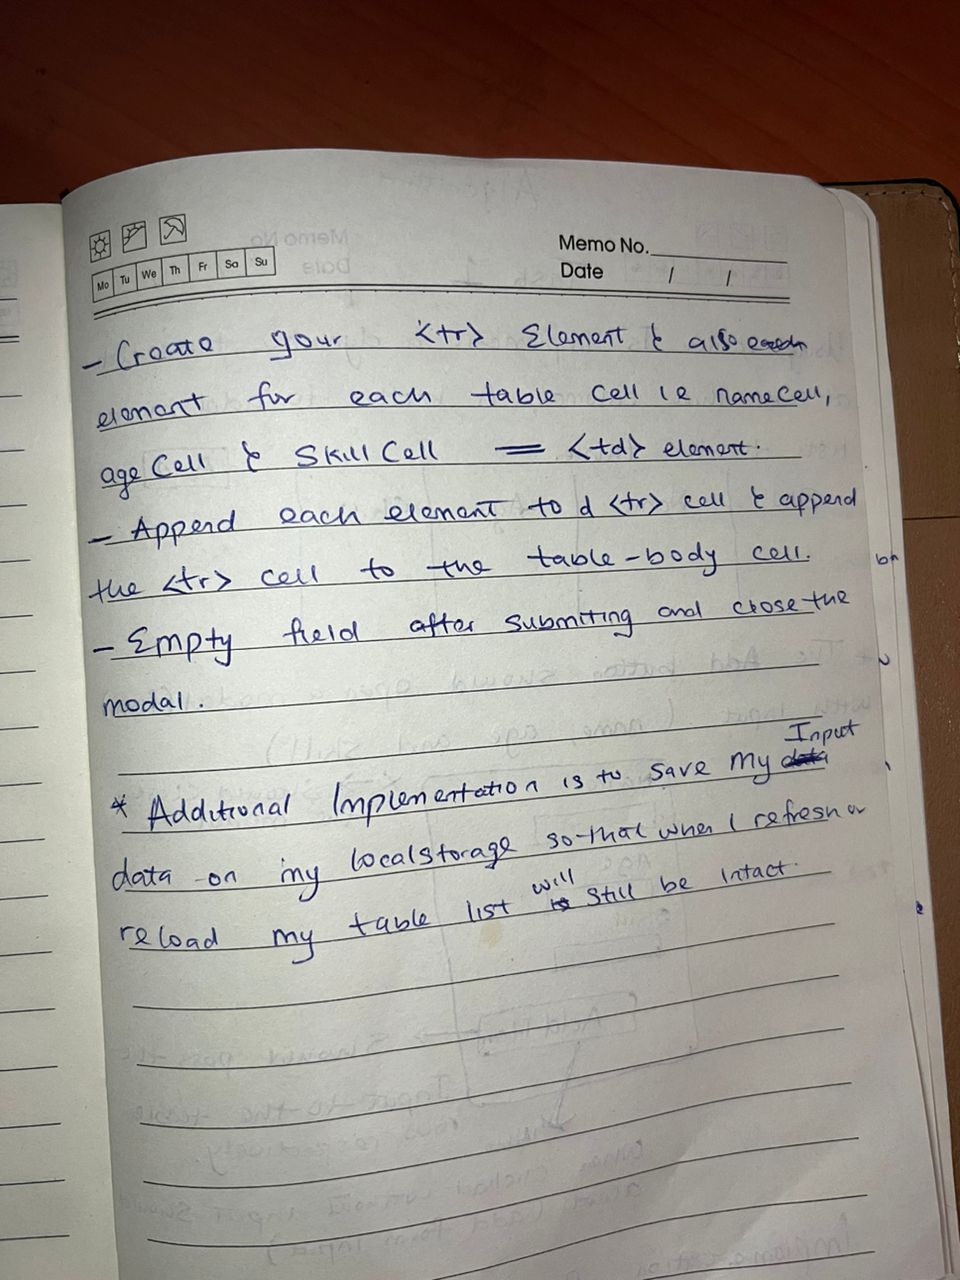 Memo No.
Date / /
Mo Tu We Th Fr Sa Su
- Create your <tr> Element & also
element for each table cell ie nameCell,
age Cell & Skill Cell = <td> element.
- Append each element to d <tr> cell & append
the <tr> cell to the table-body cell.
- Empty field after submiting and close the
modal.
* Additional Implementation is to save my Input
data on my localstorage so-that when I refresh or
reload my table list will still be intact.